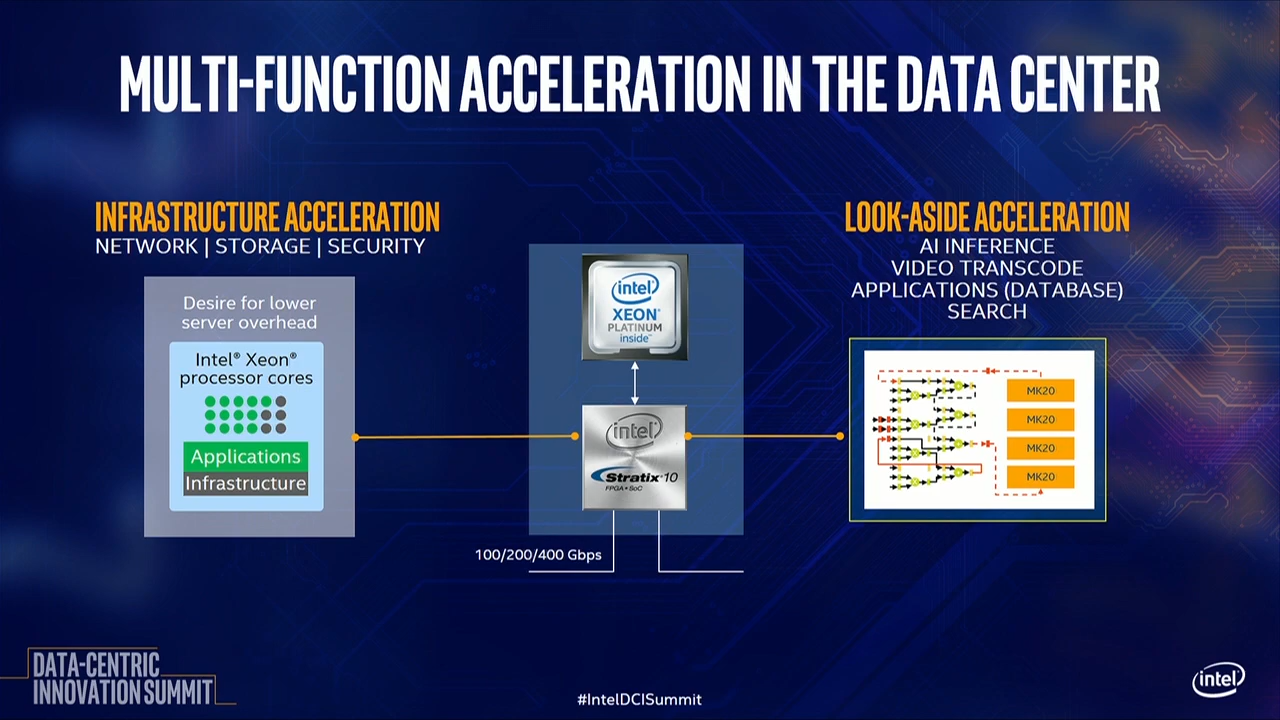 MULTI-FUNCTION ACCELERATION IN THE DATA CENTER
INFRASTRUCTURE ACCELERATION
NETWORK | STORAGE | SECURITY
Desire for lower
server overhead
Intel® Xeon®
processor cores
Applications
Infrastructure
intel®
XEON®
PLATINUM
inside™
intel
Stratix® 10
FPGA • SoC
100/200/400 Gbps
LOOK-ASIDE ACCELERATION
AI INFERENCE
VIDEO TRANSCODE
APPLICATIONS (DATABASE)
SEARCH
MK20
MK20
MK20
MK20
DATA-CENTRIC
INNOVATION SUMMIT
#IntelDCISummit
intel